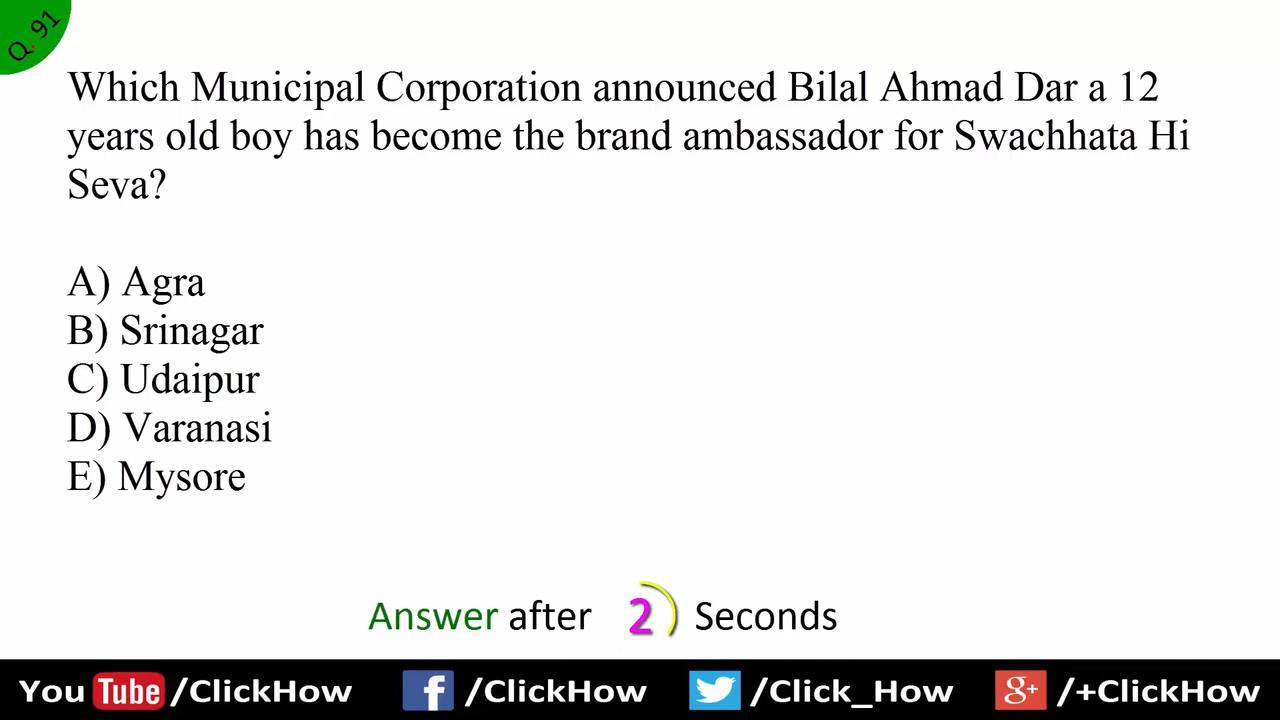 Q. 91
Which Municipal Corporation announced Bilal Ahmad Dar a 12
years old boy has become the brand ambassador for Swachhata Hi
Seva?
A) Agra
B) Srinagar
C) Udaipur
D) Varanasi
E) Mysore
Answer after 2 Seconds
You Tube /ClickHow f /ClickHow /Click_How g+ /+ClickHow